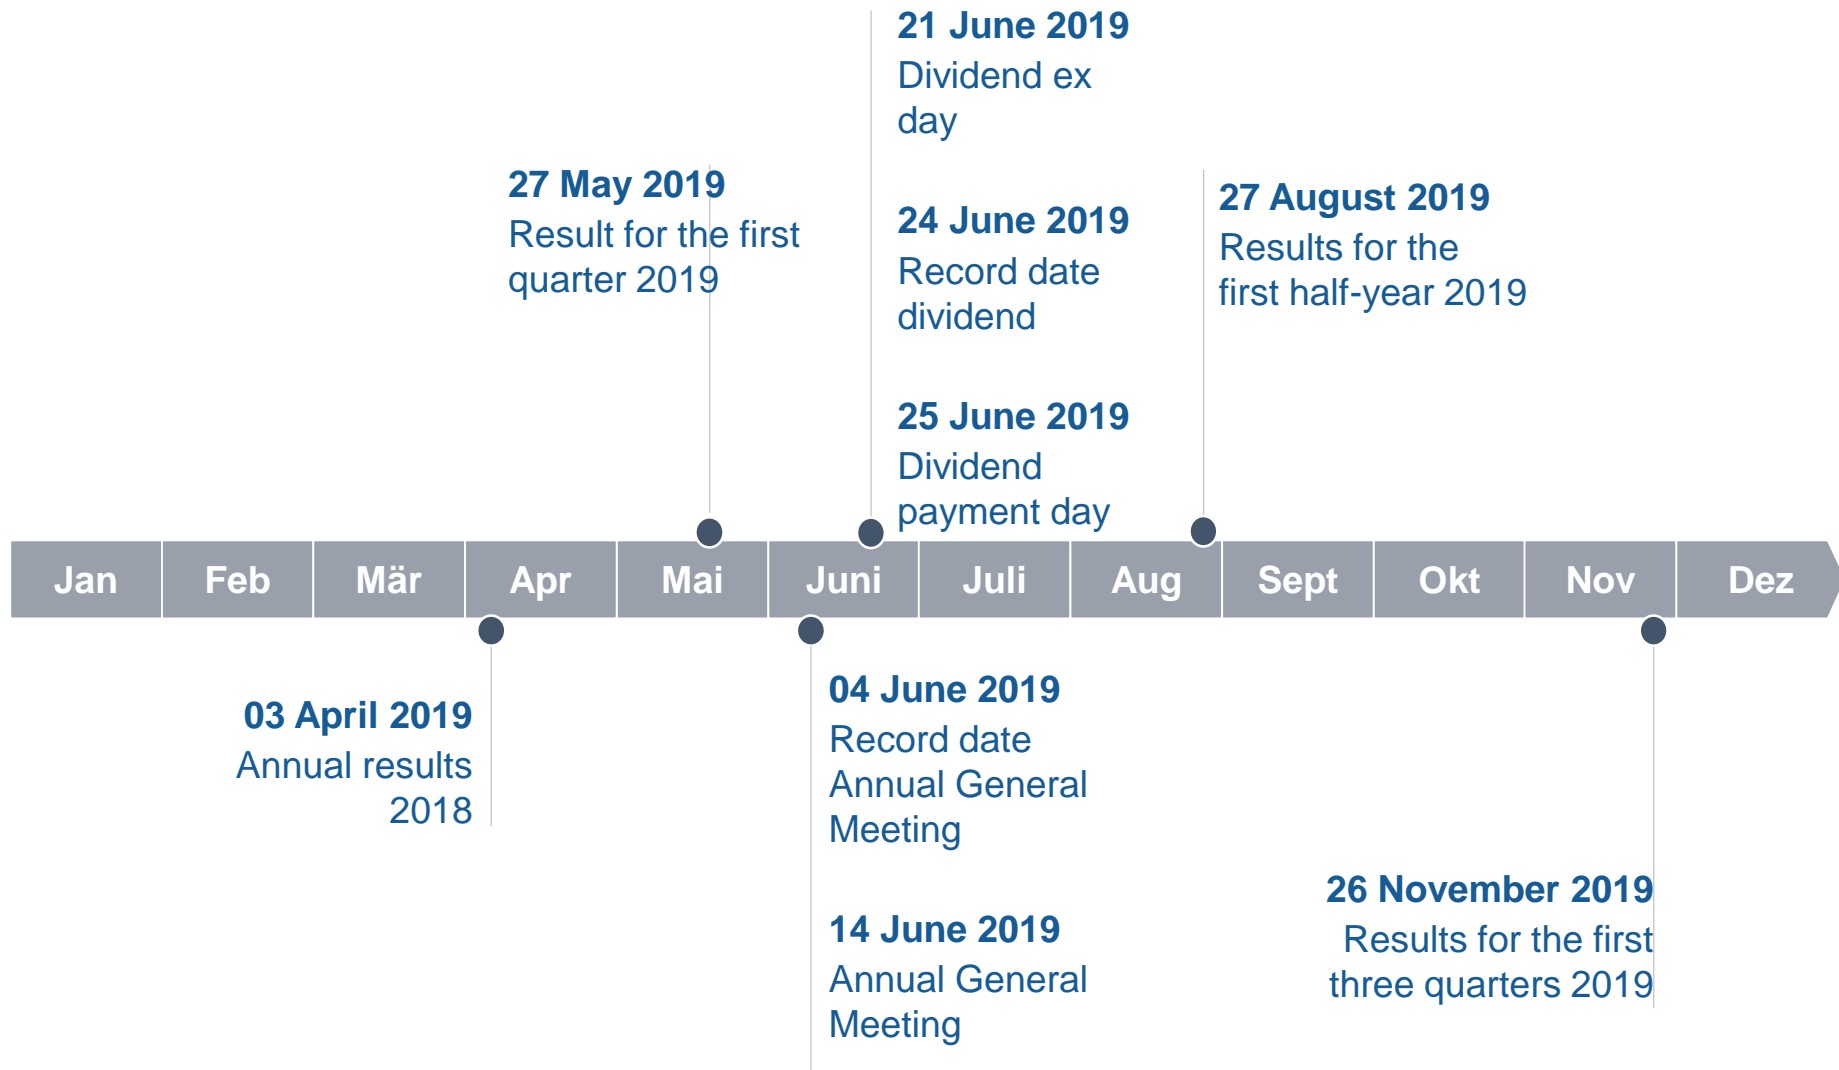 21 June 2019
Dividend ex
day
27 May 2019
Result for the first
quarter 2019
24 June 2019
Record date
dividend
27 August 2019
Results for the
first half-year 2019
25 June 2019
Dividend
payment day
Jan Feb Mär Apr Mai Juni Juli Aug Sept Okt Nov Dez
03 April 2019
Annual results
2018
04 June 2019
Record date
Annual General
Meeting
14 June 2019
Annual General
Meeting
26 November 2019
Results for the first
three quarters 2019